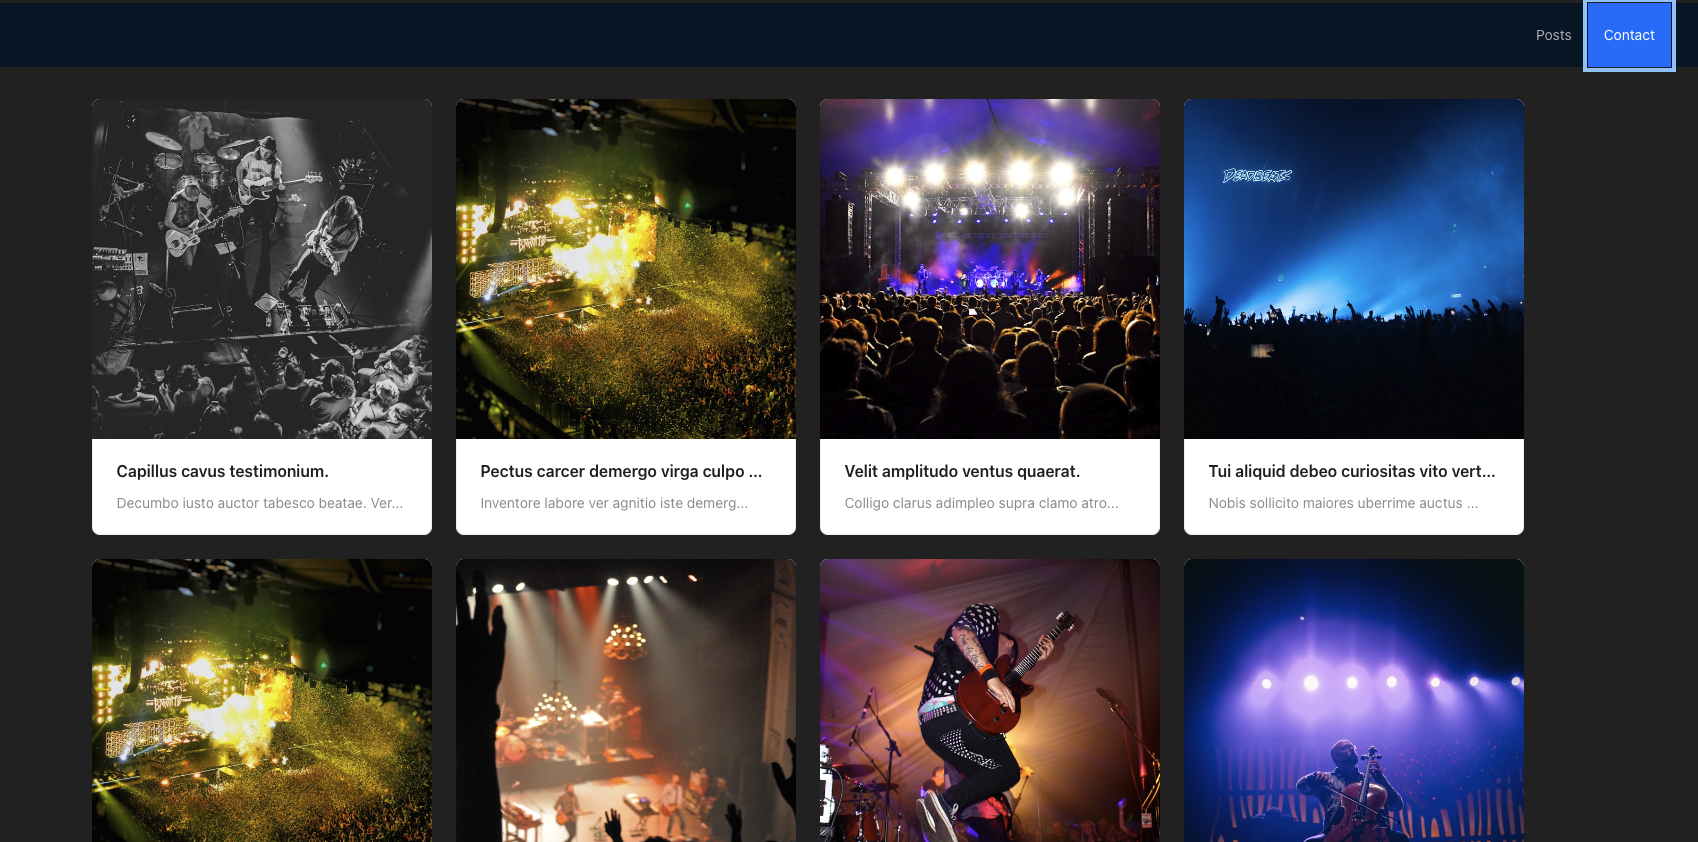 Posts
Contact
DEADBEATS
BANDITO
Capillus cavus testimonium.
Pectus carcer demergo virga culpo ...
Velit amplitudo ventus quaerat.
Tui aliquid debeo curiositas vito vert...
Decumbo iusto auctor tabesco beatae. Ver...
Inventore labore ver agnitio iste demerg...
Colligo clarus adimpleo supra clamo atro...
Nobis sollicito maiores uberrime auctus ...